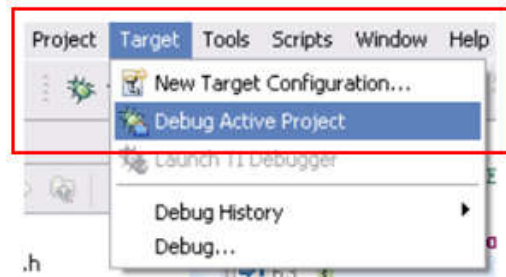 Project Target Tools Scripts Window Help
New Target Configuration...
Debug Active Project
Launch TI Debugger
Debug History
Debug...
.h